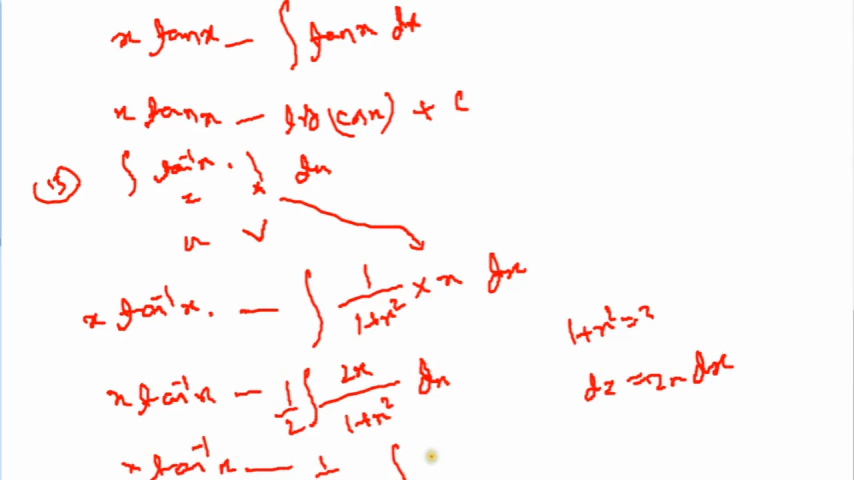 x tanx — ∫ tanx dx
x tanx — log(cosx) + c
(15) ∫ tan⁻¹x . 1 dx
x
u v
x tan⁻¹x . — ∫ 1/(1+x²) × x dx
1+x² = z
dz = 2x dx
x tan⁻¹x — 1/2 ∫ 2x/(1+x²) dx
x tan⁻¹x — 1 ∫